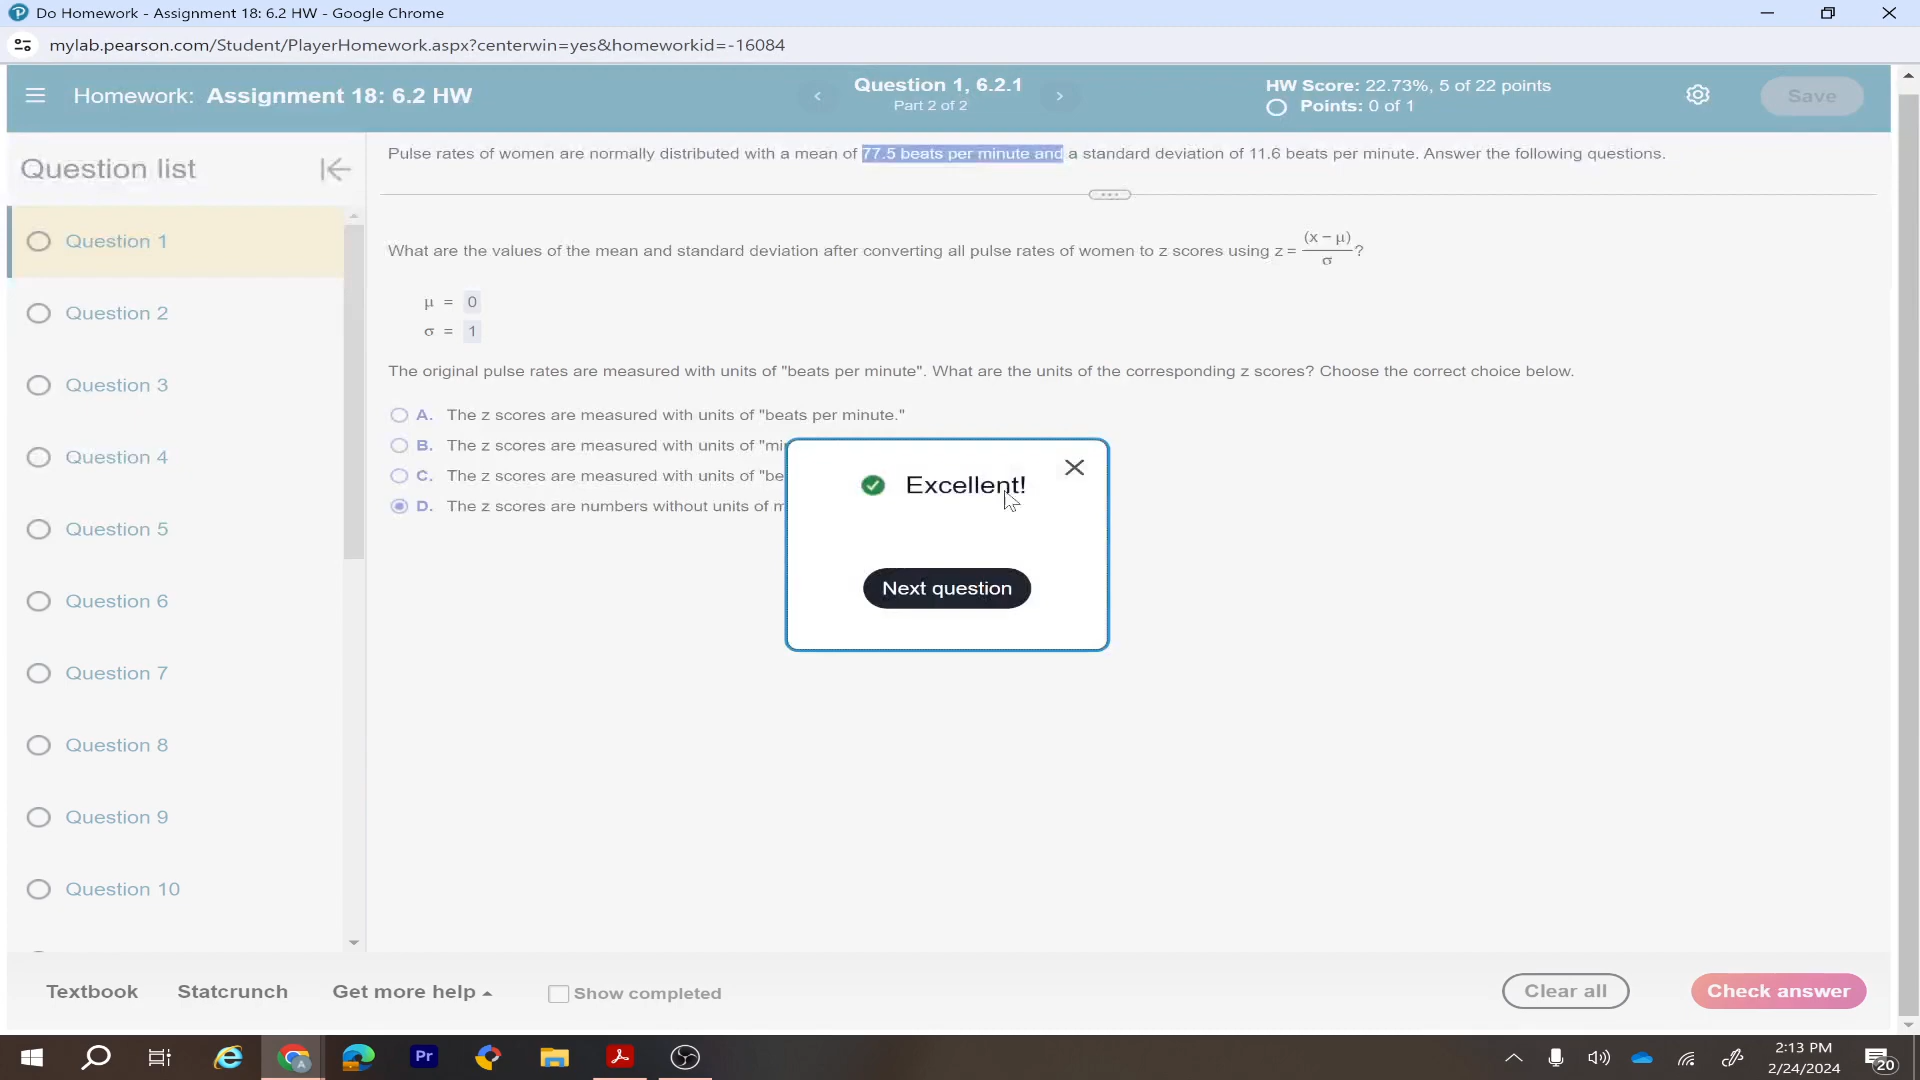 Do Homework - Assignment 18: 6.2 HW - Google Chrome
mylab.pearson.com/Student/PlayerHomework.aspx?centerwin=yes&homeworkid=-16084
Homework: Assignment 18: 6.2 HW
Question 1, 6.2.1
Part 2 of 2
HW Score: 22.73%, 5 of 22 points
Points: 0 of 1
Save
Question list
Question 1
Question 2
Question 3
Question 4
Question 5
Question 6
Question 7
Question 8
Question 9
Question 10
Pulse rates of women are normally distributed with a mean of 77.5 beats per minute and a standard deviation of 11.6 beats per minute. Answer the following questions.
What are the values of the mean and standard deviation after converting all pulse rates of women to z scores using z = (x − μ) / σ ?
μ = 0
σ = 1
The original pulse rates are measured with units of "beats per minute". What are the units of the corresponding z scores? Choose the correct choice below.
A. The z scores are measured with units of "beats per minute."
B. The z scores are measured with units of "mi
C. The z scores are measured with units of "be
D. The z scores are numbers without units of m
Excellent!
Next question
Textbook
Statcrunch
Get more help
Show completed
Clear all
Check answer
Pr
2:13 PM
2/24/2024
20